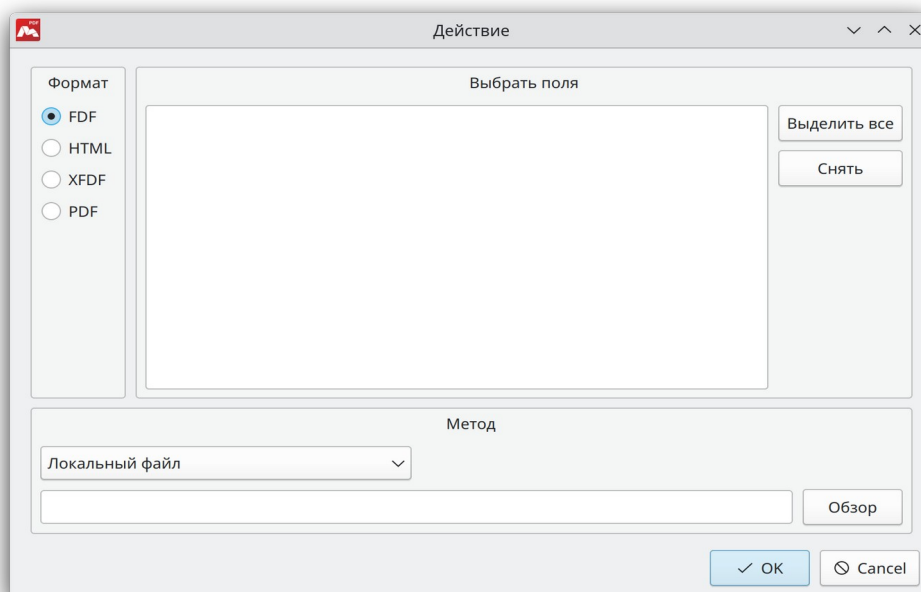 PDF
Действие
Формат
FDF
HTML
XFDF
PDF
Выбрать поля
Выделить все
Снять
Метод
Локальный файл
Обзор
OK
Cancel